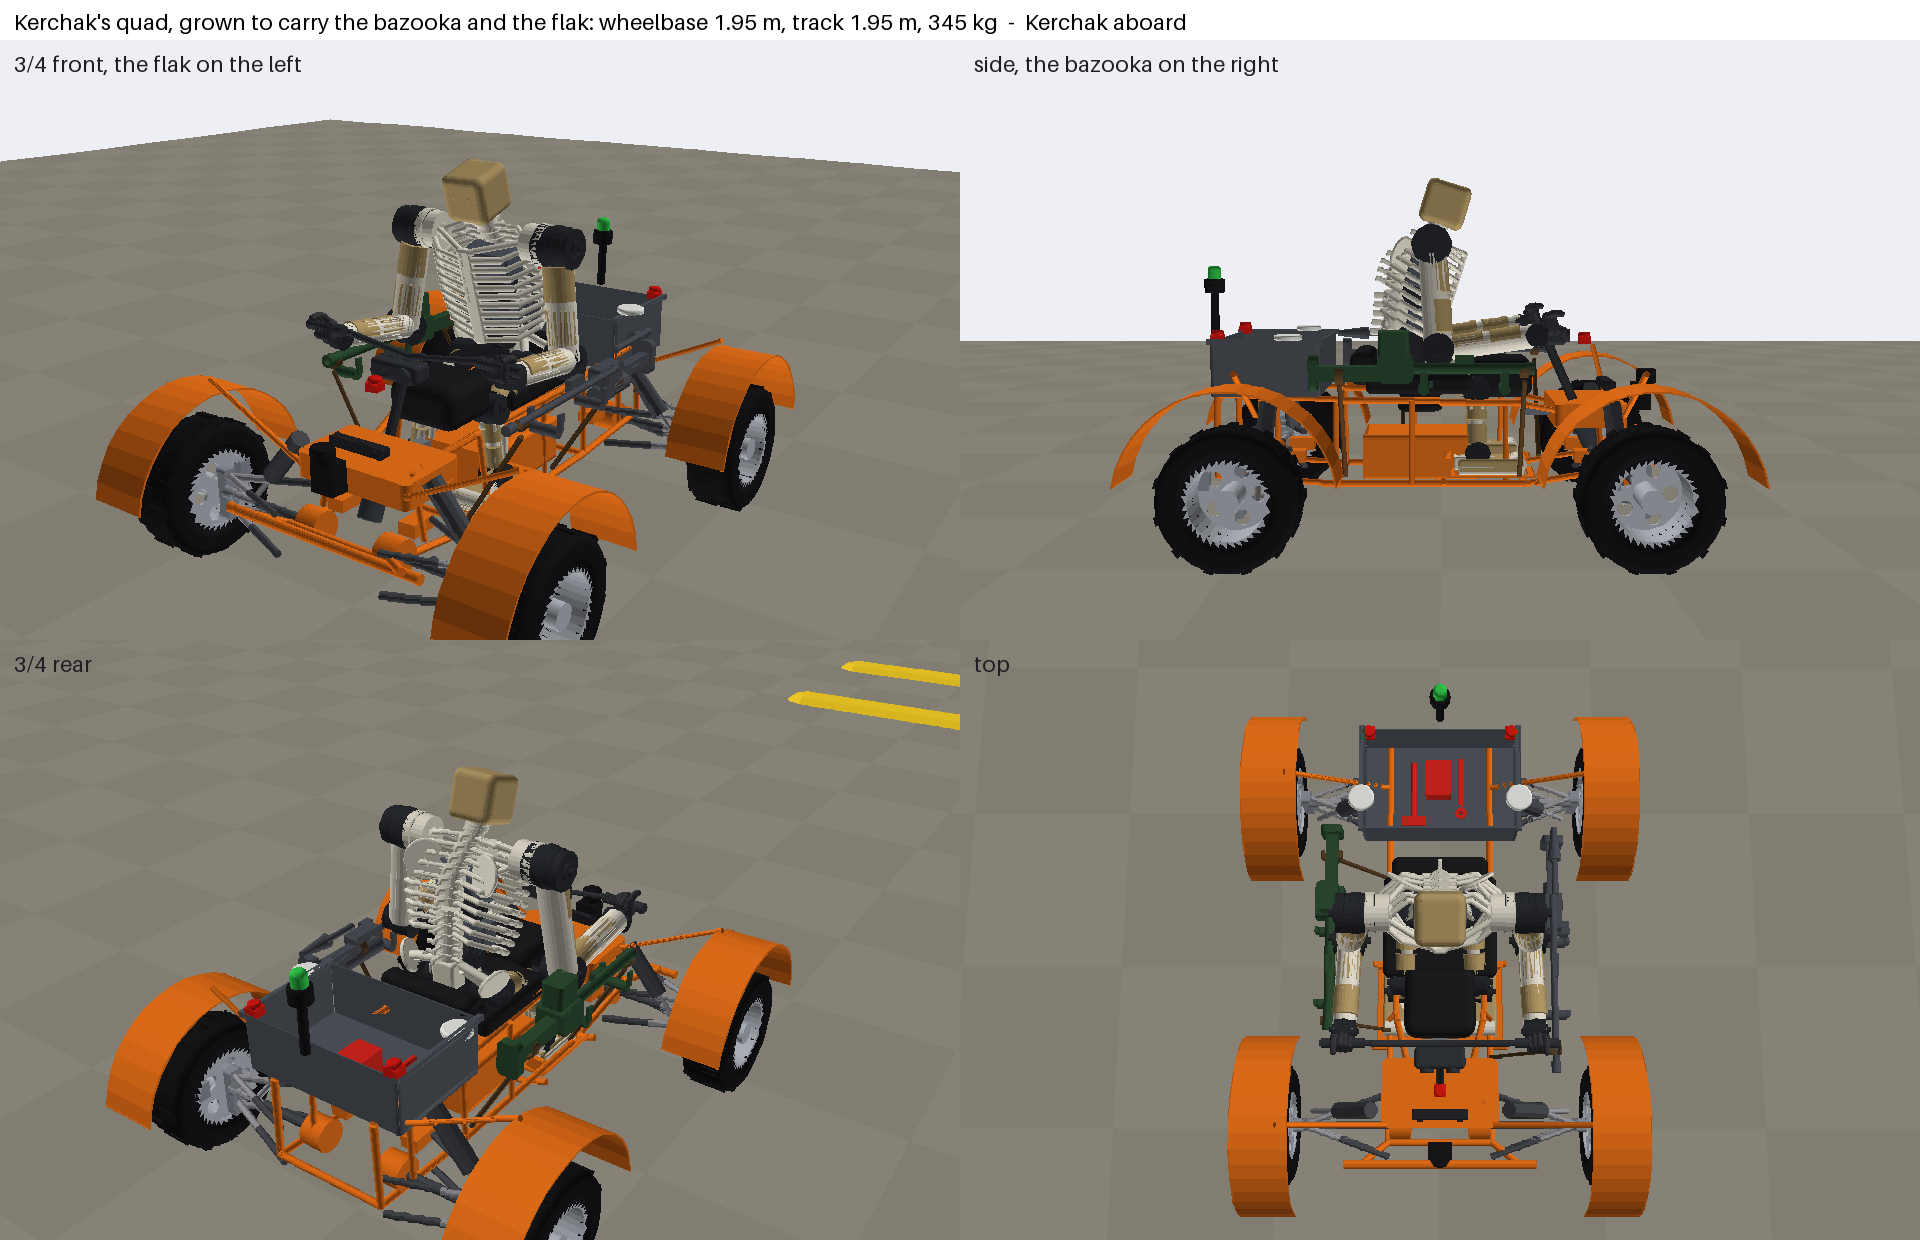 Kerchak's quad, grown to carry the bazooka and the flak: wheelbase 1.95 m, track 1.95 m, 345 kg - Kerchak aboard
3/4 front, the flak on the left
side, the bazooka on the right
3/4 rear
top